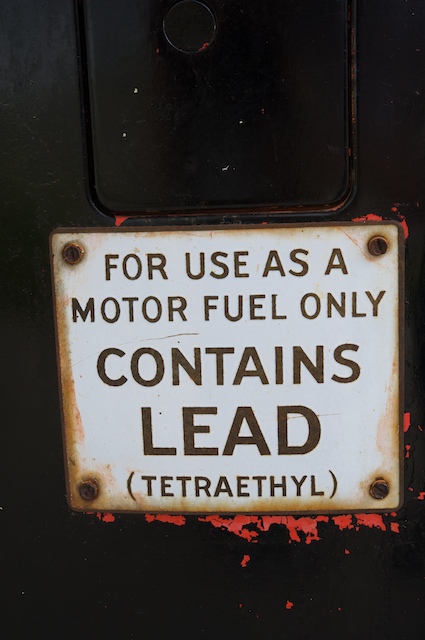 FOR USE AS A
MOTOR FUEL ONLY
CONTAINS
LEAD
(TETRAETHYL)